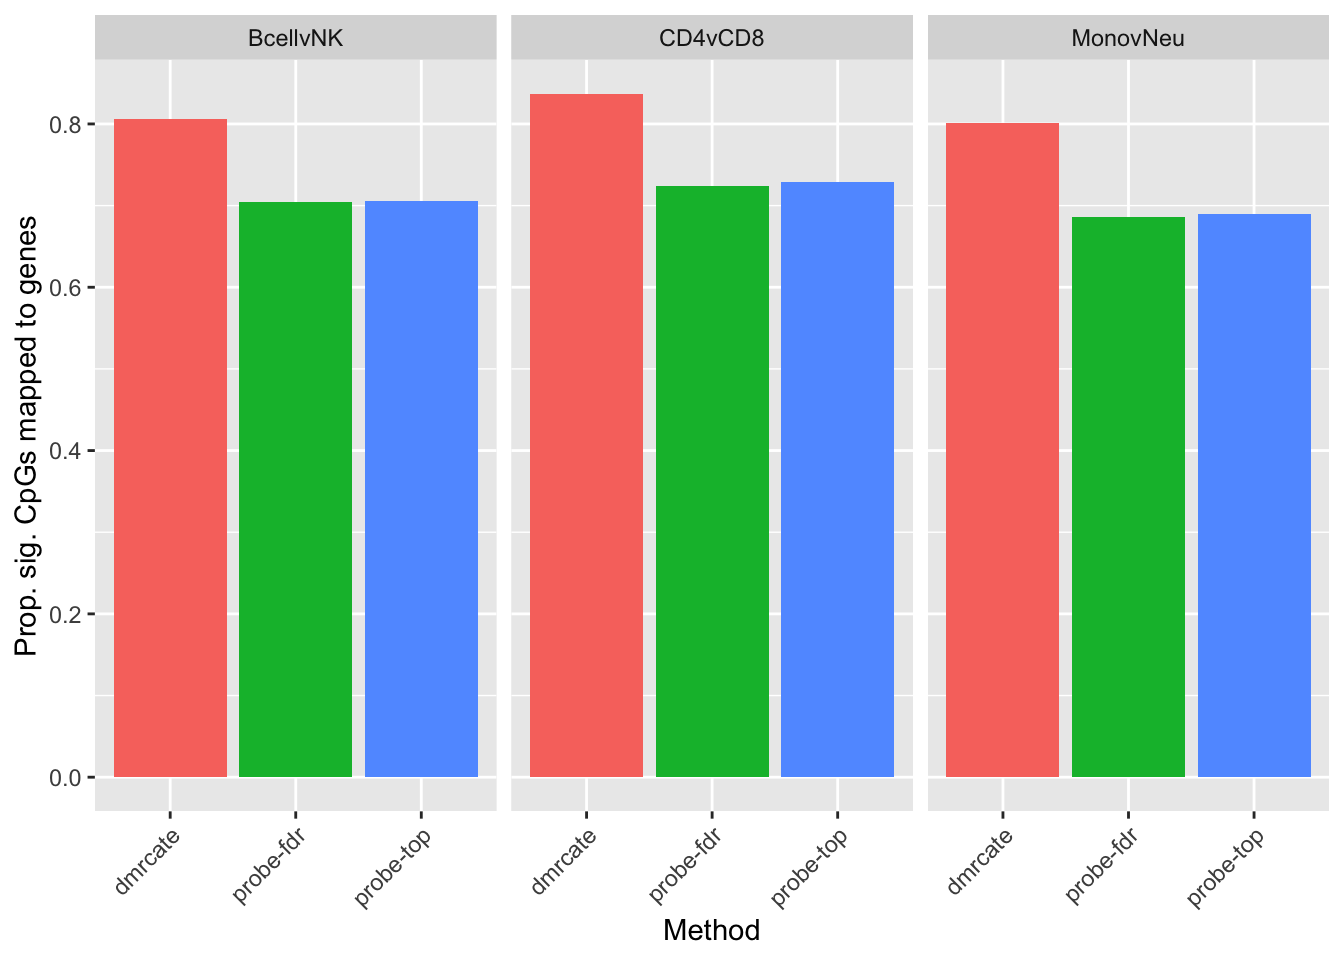 BcellvNK
CD4vCD8
MonovNeu
Prop. sig. CpGs mapped to genes
0.8
0.6
0.4
0.2
0.0
dmrcate
probe-fdr
probe-top
dmrcate
probe-fdr
probe-top
dmrcate
probe-fdr
probe-top
Method